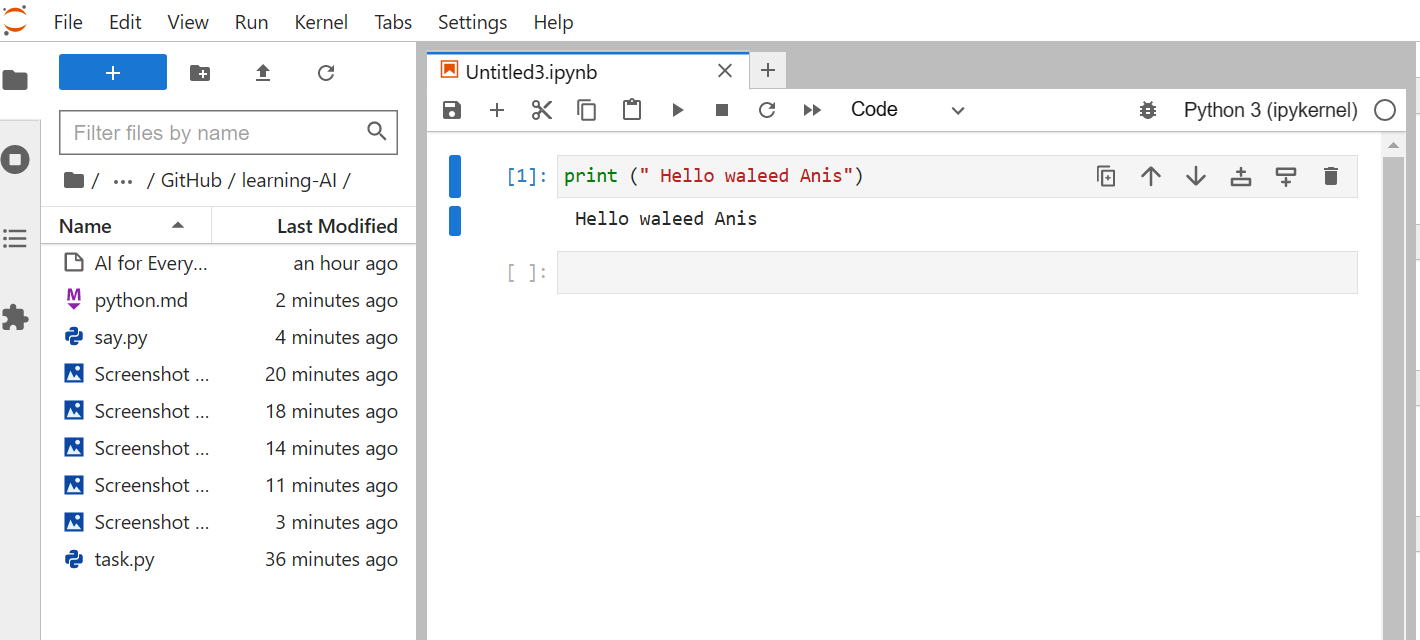 File Edit View Run Kernel Tabs Settings Help
Filter files by name
/ ... / GitHub / learning-AI /
Name Last Modified
AI for Every... an hour ago
python.md 2 minutes ago
say.py 4 minutes ago
Screenshot ... 20 minutes ago
Screenshot ... 18 minutes ago
Screenshot ... 14 minutes ago
Screenshot ... 11 minutes ago
Screenshot ... 3 minutes ago
task.py 36 minutes ago
Untitled3.ipynb
Code Python 3 (ipykernel)
[1]: print (" Hello waleed Anis")
Hello waleed Anis
[ ]: